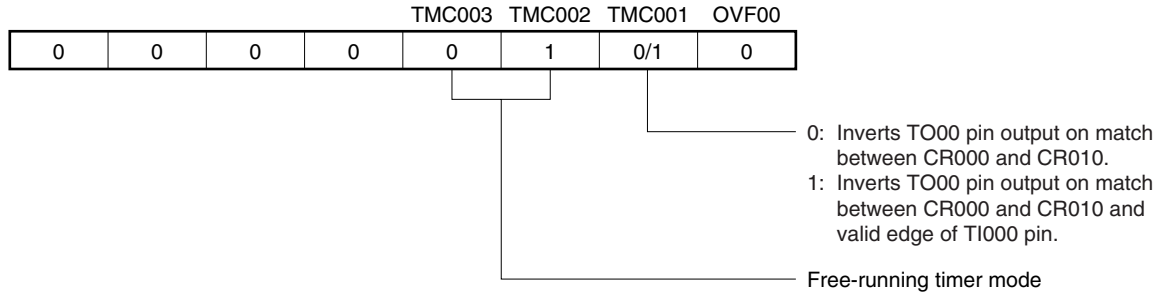 TMC003 TMC002 TMC001 OVF00
0 0 0 0 0 1 0/1 0
0: Inverts TO00 pin output on match
between CR000 and CR010.
1: Inverts TO00 pin output on match
between CR000 and CR010 and
valid edge of TI000 pin.
Free-running timer mode